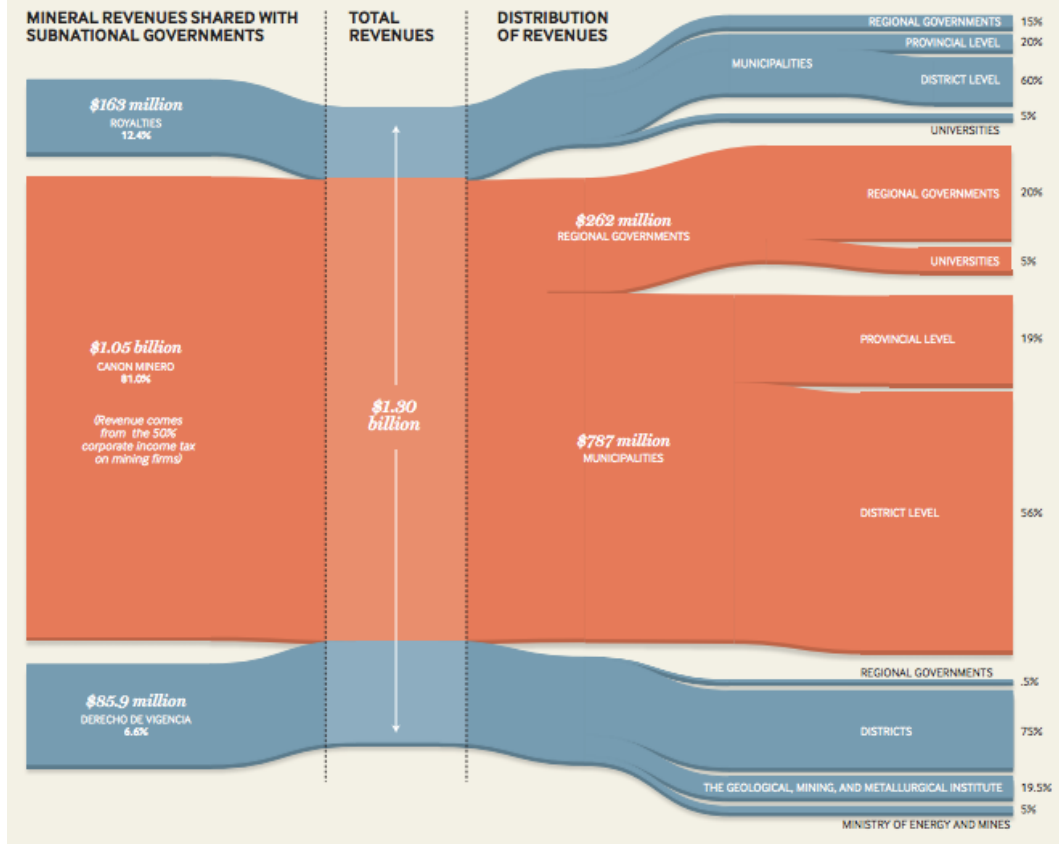 MINERAL REVENUES SHARED WITH
SUBNATIONAL GOVERNMENTS
TOTAL
REVENUES
DISTRIBUTION
OF REVENUES
$163 million
ROYALTIES
12.4%
$1.05 billion
CANON MINERO
81.0%
(Revenue comes
from the 50%
corporate income tax
on mining firms)
$85.9 million
DERECHO DE VIGENCIA
6.6%
$1.30
billion
REGIONAL GOVERNMENTS 15%
PROVINCIAL LEVEL 20%
MUNICIPALITIES
DISTRICT LEVEL 60%
5%
UNIVERSITIES
$262 million
REGIONAL GOVERNMENTS
REGIONAL GOVERNMENTS 20%
UNIVERSITIES 5%
PROVINCIAL LEVEL 19%
$787 million
MUNICIPALITIES
DISTRICT LEVEL 56%
REGIONAL GOVERNMENTS
.5%
DISTRICTS 75%
THE GEOLOGICAL, MINING, AND METALLURGICAL INSTITUTE 19.5%
5%
MINISTRY OF ENERGY AND MINES